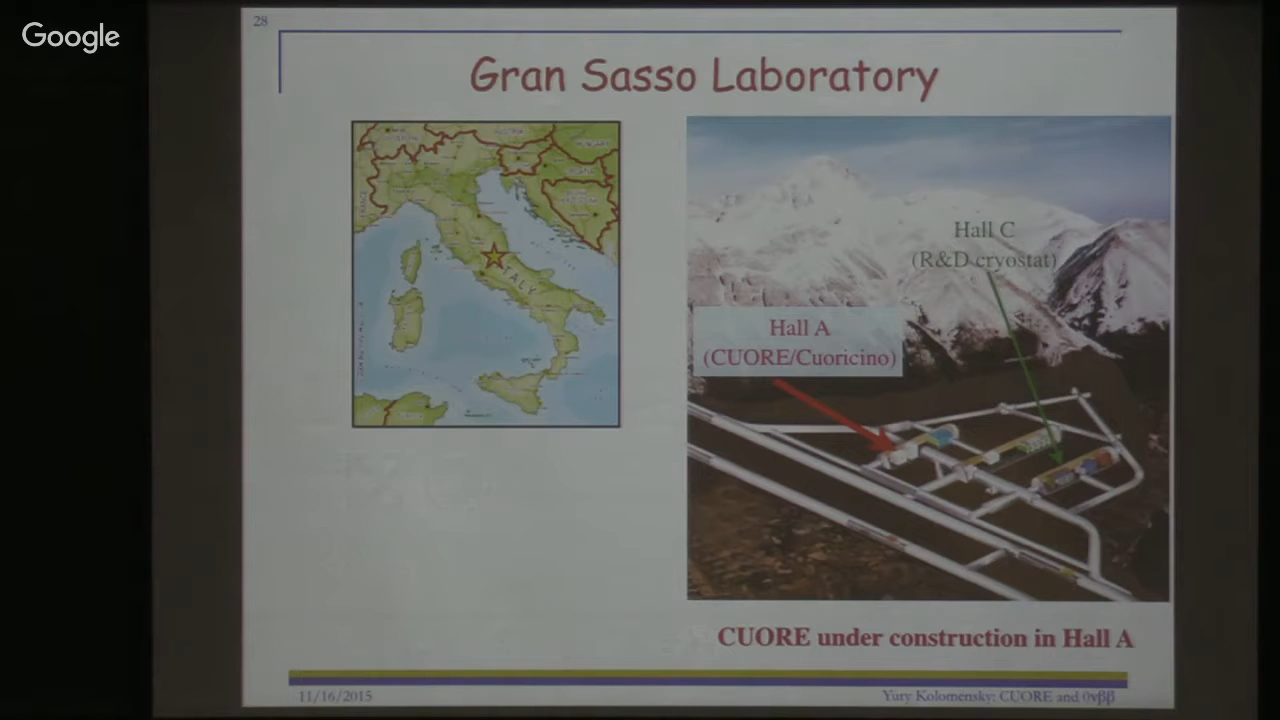 Google
28
Gran Sasso Laboratory
ITALY
Hall C
(R&D cryostat)
Hall A
(CUORE/Cuoricino)
CUORE under construction in Hall A
11/16/2015
Yury Kolomensky: CUORE and 0νββ